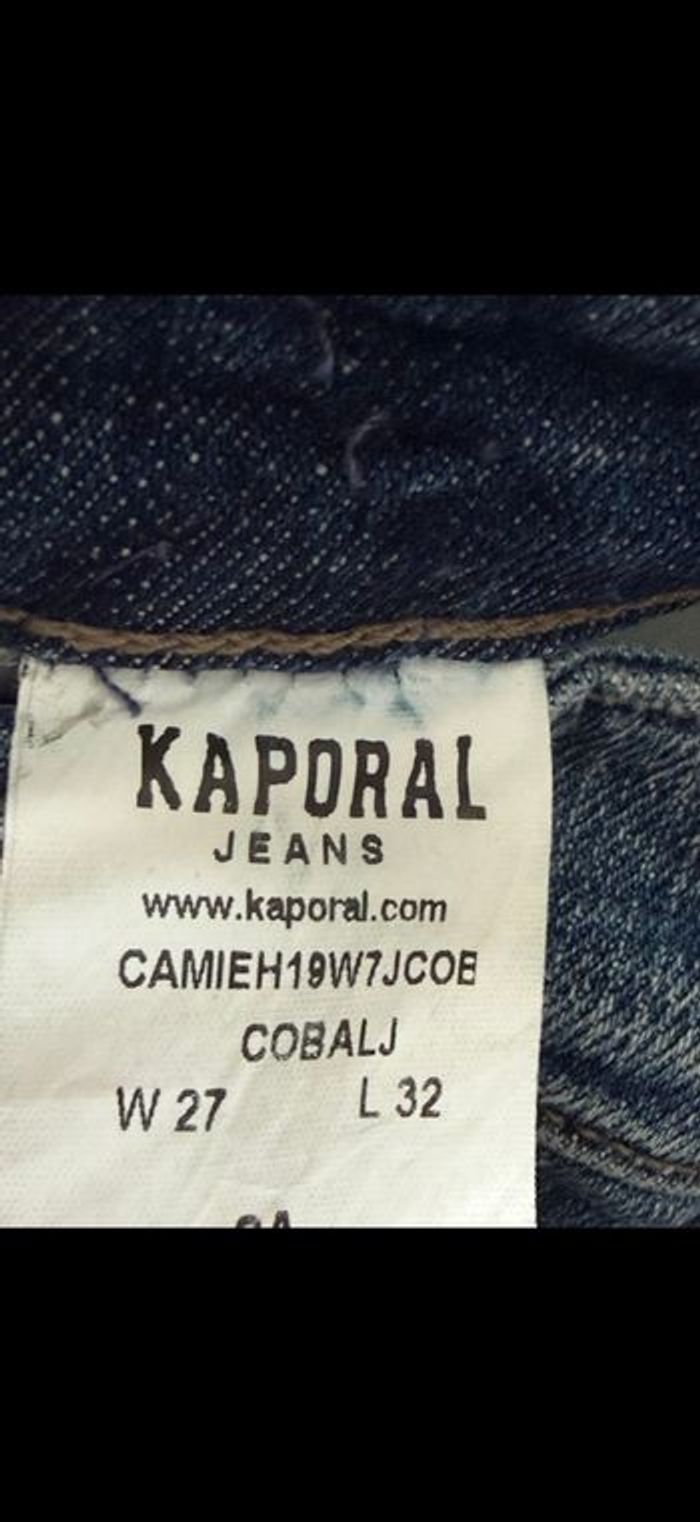 KAPORAL
JEANS
www.kaporal.com
CAMIEH19W7JCOB
COBALJ
W 27 L 32